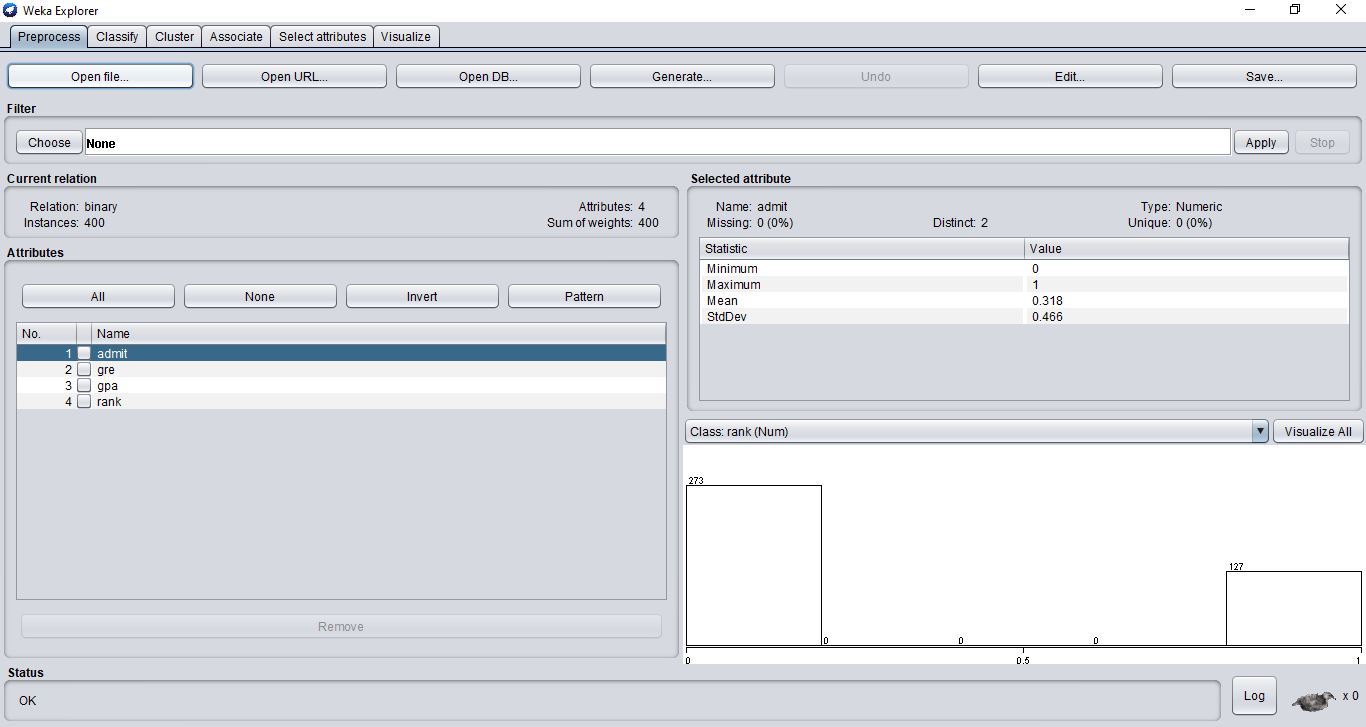 Weka Explorer
Preprocess Classify Cluster Associate Select attributes Visualize
Open file... Open URL... Open DB... Generate... Undo Edit... Save...
Filter
Choose None Apply Stop
Current relation
Relation: binary Attributes: 4
Instances: 400 Sum of weights: 400
Attributes
All None Invert Pattern
No. Name
1 admit
2 gre
3 gpa
4 rank
Remove
Selected attribute
Name: admit Type: Numeric
Missing: 0 (0%) Distinct: 2 Unique: 0 (0%)
Statistic Value
Minimum 0
Maximum 1
Mean 0.318
StdDev 0.466
Class: rank (Num) Visualize All
273
127
0 0 0
0 0.5 1
Status
OK
Log x 0